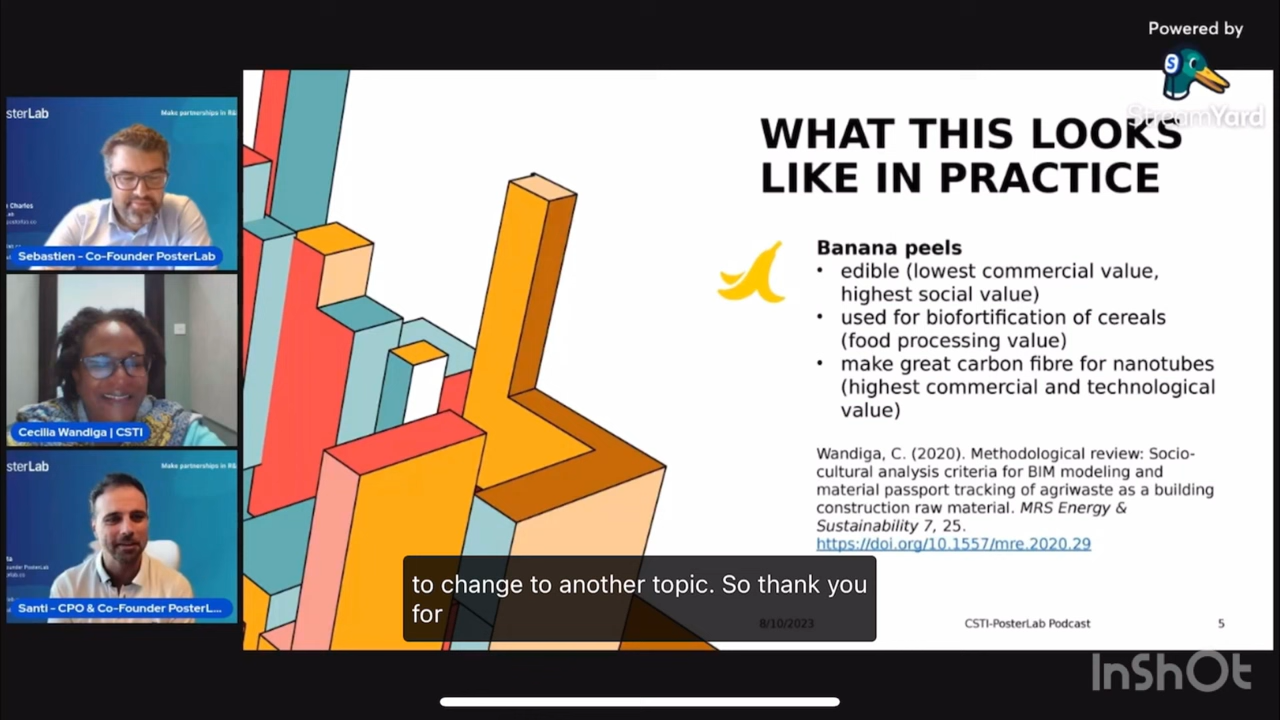 Powered by
StreamYard
sterLab
Make partnerships in R&
Charles
Sebastien – Co-Founder PosterLab
Cecilia Wandiga | CSTI
sterLab
Make partnerships in R&
Santi – CPO & Co-Founder PosterL...
WHAT THIS LOOKS
LIKE IN PRACTICE
Banana peels
• edible (lowest commercial value,
highest social value)
• used for biofortification of cereals
(food processing value)
• make great carbon fibre for nanotubes
(highest commercial and technological
value)
Wandiga, C. (2020). Methodological review: Socio-
cultural analysis criteria for BIM modeling and
material passport tracking of agriwaste as a building
construction raw material. MRS Energy &
Sustainability 7, 25.
https://doi.org/10.1557/mre.2020.29
to change to another topic. So thank you
for
8/10/2023
CSTI-PosterLab Podcast
5
InShOt